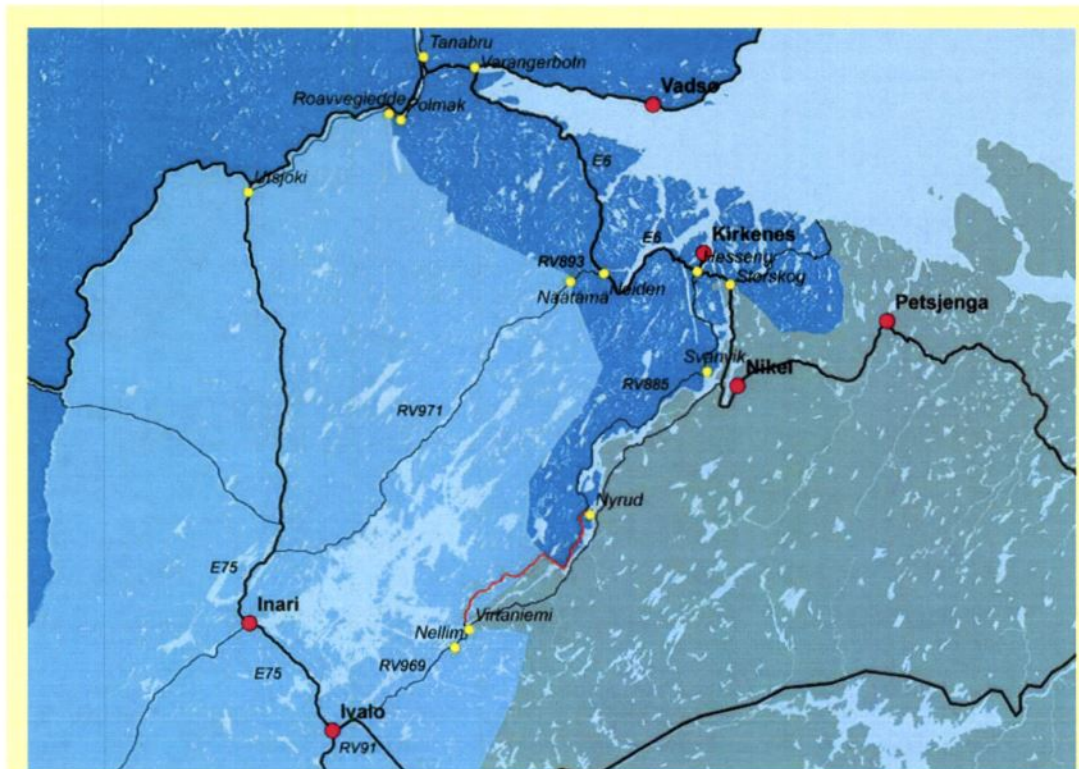 Tanabru
Varangerbotn
Vadsø
Roavvegiedde
Polmak
E6
Utsjoki
Kirkenes
E6
Hesseng
RV893
Storskog
Näätämö
Neiden
Petsjenga
Svanvik
Nikel
RV885
RV971
Nyrud
E75
Inari
Virtaniemi
Nellim
E75
RV969
Ivalo
RV91